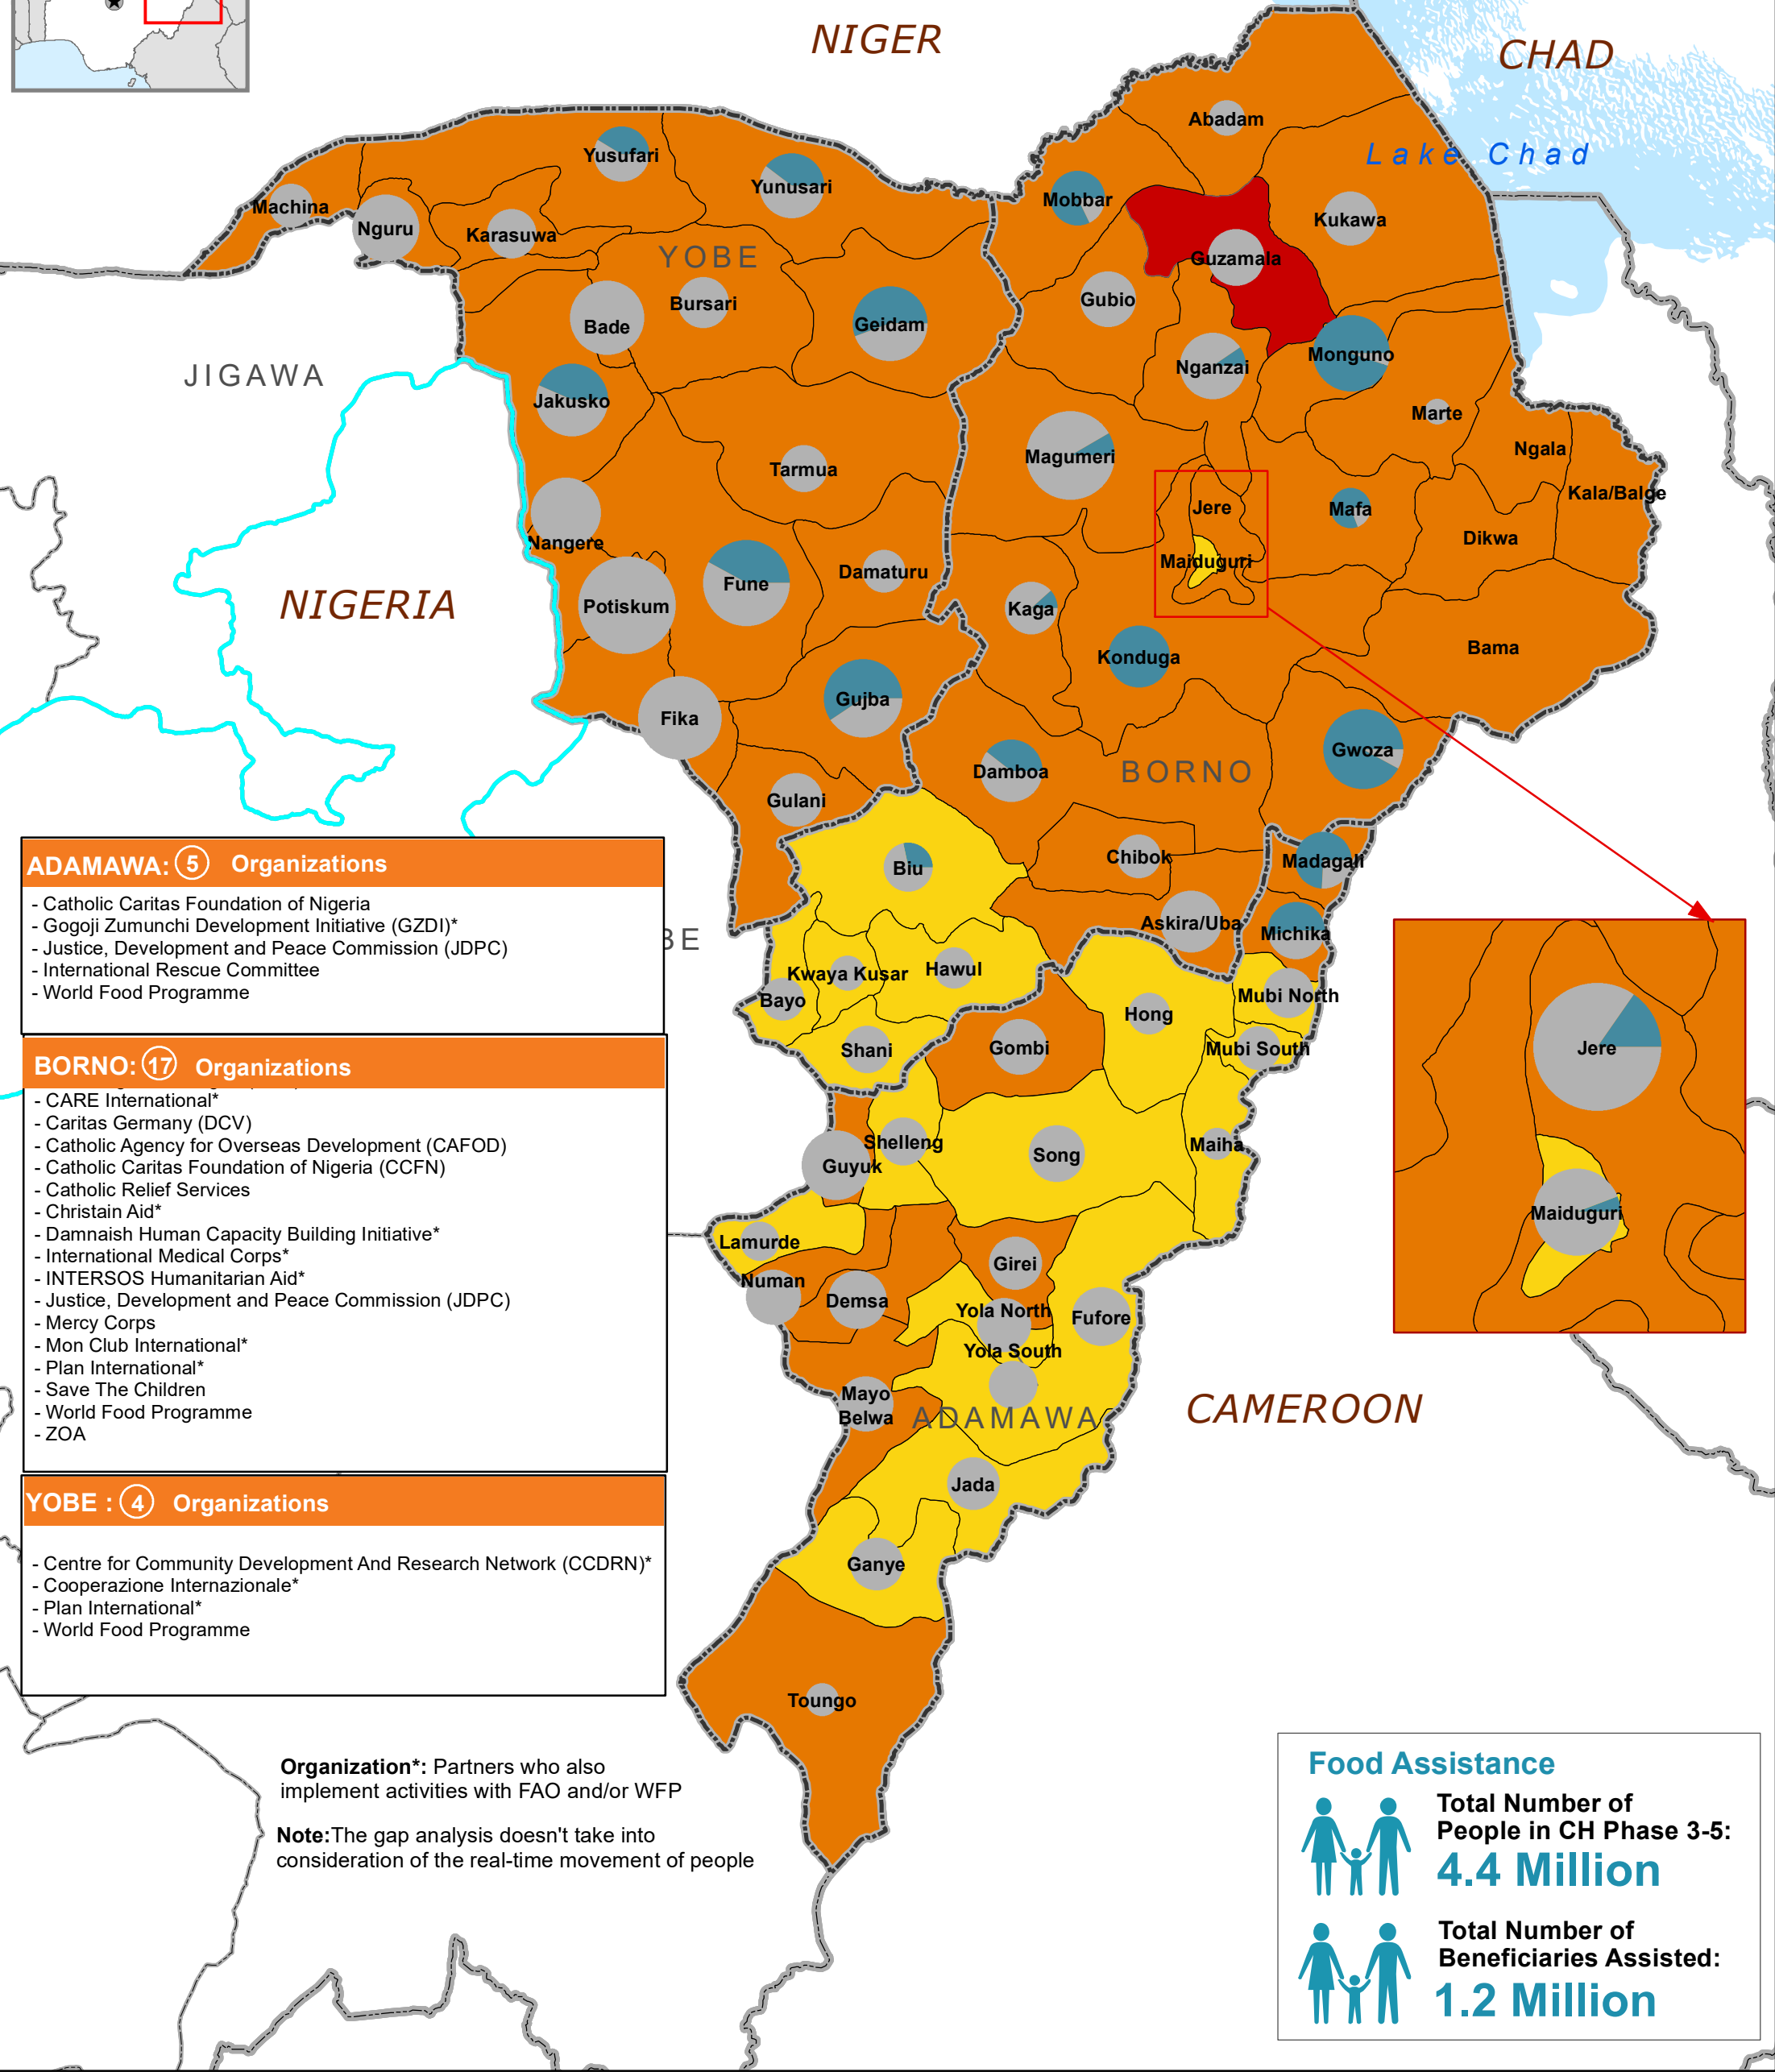 NIGER
CHAD
Lake Chad
Abadam
Yusufari
Yunusari
Mobbar
Machina
Kukawa
Nguru
Karasuwa
YOBE
Guzamala
Bursari
Gubio
Bade
Geidam
Monguno
Nganzai
JIGAWA
Jakusko
Marte
Magumeri
Ngala
Tarmua
Kala/Balge
Jere
Mafa
Nangere
Dikwa
Maiduguri
Damaturu
Fune
NIGERIA
Potiskum
Kaga
Bama
Konduga
Gujba
Fika
Gwoza
Damboa
BORNO
Gulani
Chibok
Madagali
Biu
Askira/Uba
Michika
BE
Kwaya Kusar
Hawul
Bayo
Mubi North
Hong
Shani
Gombi
Mubi South
Shelleng
Song
Maiha
Guyuk
Lamurde
Girei
Numan
Demsa
Yola North
Fufore
Yola South
Mayo
Belwa
ADAMAWA
CAMEROON
Jada
Ganye
Toungo
Jere
Maiduguri
ADAMAWA: 5 Organizations
- Catholic Caritas Foundation of Nigeria
- Gogoji Zumunchi Development Initiative (GZDI)*
- Justice, Development and Peace Commission (JDPC)
- International Rescue Committee
- World Food Programme
BORNO: 17 Organizations
- CARE International*
- Caritas Germany (DCV)
- Catholic Agency for Overseas Development (CAFOD)
- Catholic Caritas Foundation of Nigeria (CCFN)
- Catholic Relief Services
- Christain Aid*
- Damnaish Human Capacity Building Initiative*
- International Medical Corps*
- INTERSOS Humanitarian Aid*
- Justice, Development and Peace Commission (JDPC)
- Mercy Corps
- Mon Club International*
- Plan International*
- Save The Children
- World Food Programme
- ZOA
YOBE : 4 Organizations
- Centre for Community Development And Research Network (CCDRN)*
- Cooperazione Internazionale*
- Plan International*
- World Food Programme
Organization*: Partners who also
implement activities with FAO and/or WFP
Note:The gap analysis doesn't take into
consideration of the real-time movement of people
Food Assistance
Total Number of
People in CH Phase 3-5:
4.4 Million
Total Number of
Beneficiaries Assisted:
1.2 Million